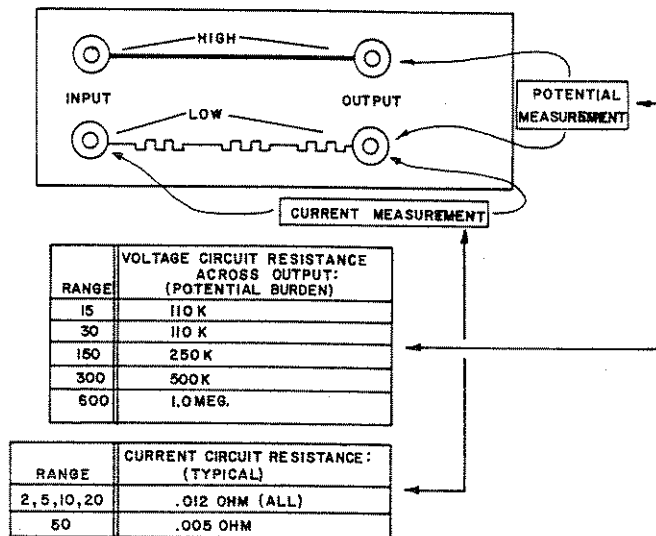 HIGH
INPUT
OUTPUT
LOW
POTENTIAL
MEASUREMENT
CURRENT MEASUREMENT
RANGE
VOLTAGE CIRCUIT RESISTANCE
ACROSS OUTPUT:
(POTENTIAL BURDEN)
15 110 K
30 110 K
150 250 K
300 500 K
600 1.0 MEG.
RANGE
CURRENT CIRCUIT RESISTANCE:
(TYPICAL)
2,5,10,20 .012 OHM (ALL)
50 .005 OHM